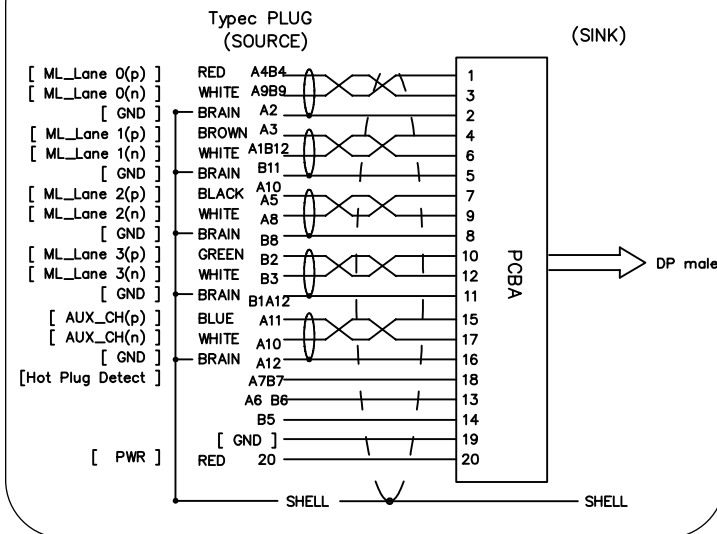 Typec PLUG
(SOURCE)
(SINK)
[ ML_Lane 0(p) ] RED A4B4 1
[ ML_Lane 0(n) ] WHITE A9B9 3
[ GND ] BRAIN A2 2
[ ML_Lane 1(p) ] BROWN A3 4
[ ML_Lane 1(n) ] WHITE A1B12 6
[ GND ] BRAIN B11 5
A10
[ ML_Lane 2(p) ] BLACK A5 7
[ ML_Lane 2(n) ] WHITE A8 9
[ GND ] BRAIN B8 8
[ ML_Lane 3(p) ] GREEN B2 10
[ ML_Lane 3(n) ] WHITE B3 12
[ GND ] BRAIN B1A12 11
[ AUX_CH(p) ] BLUE A11 15
[ AUX_CH(n) ] WHITE A10 17
[ GND ] BRAIN A12 16
[Hot Plug Detect ] A7B7 18
A6 B6 13
B5 14
[ GND ] 19
[ PWR ] RED 20 20
PCBA
DP male
SHELL SHELL